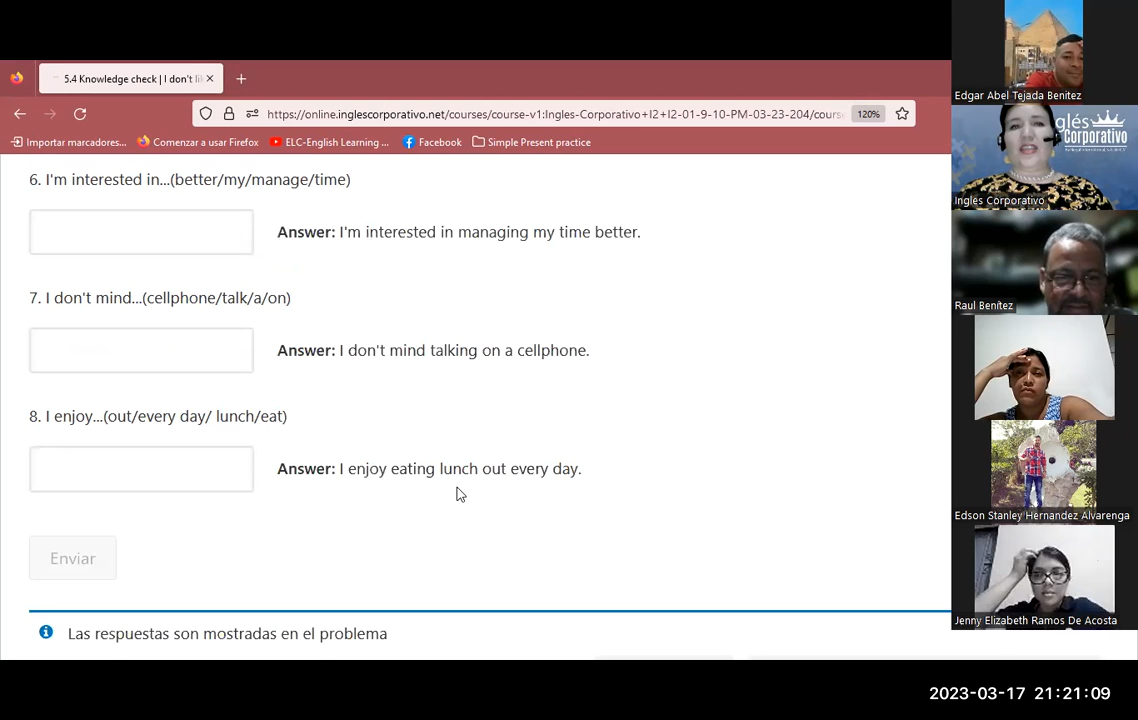 5.4 Knowledge check | I don't li
https://online.inglescorporativo.net/courses/course-v1:Ingles-Corporativo+I2+I2-01-9-10-PM-03-23-204/cours
120%
Importar marcadores...
Comenzar a usar Firefox
ELC-English Learning ...
Facebook
Simple Present practice
6. I'm interested in...(better/my/manage/time)
Answer: I'm interested in managing my time better.
7. I don't mind...(cellphone/talk/a/on)
Answer: I don't mind talking on a cellphone.
8. I enjoy...(out/every day/ lunch/eat)
Answer: I enjoy eating lunch out every day.
Enviar
Las respuestas son mostradas en el problema
Edgar Abel Tejada Benitez
glés
Corporativo
Ingles Corporativo
Raul Benítez
Edson Stanley Hernandez Alvarenga
Jenny Elizabeth Ramos De Acosta
2023-03-17 21:21:09